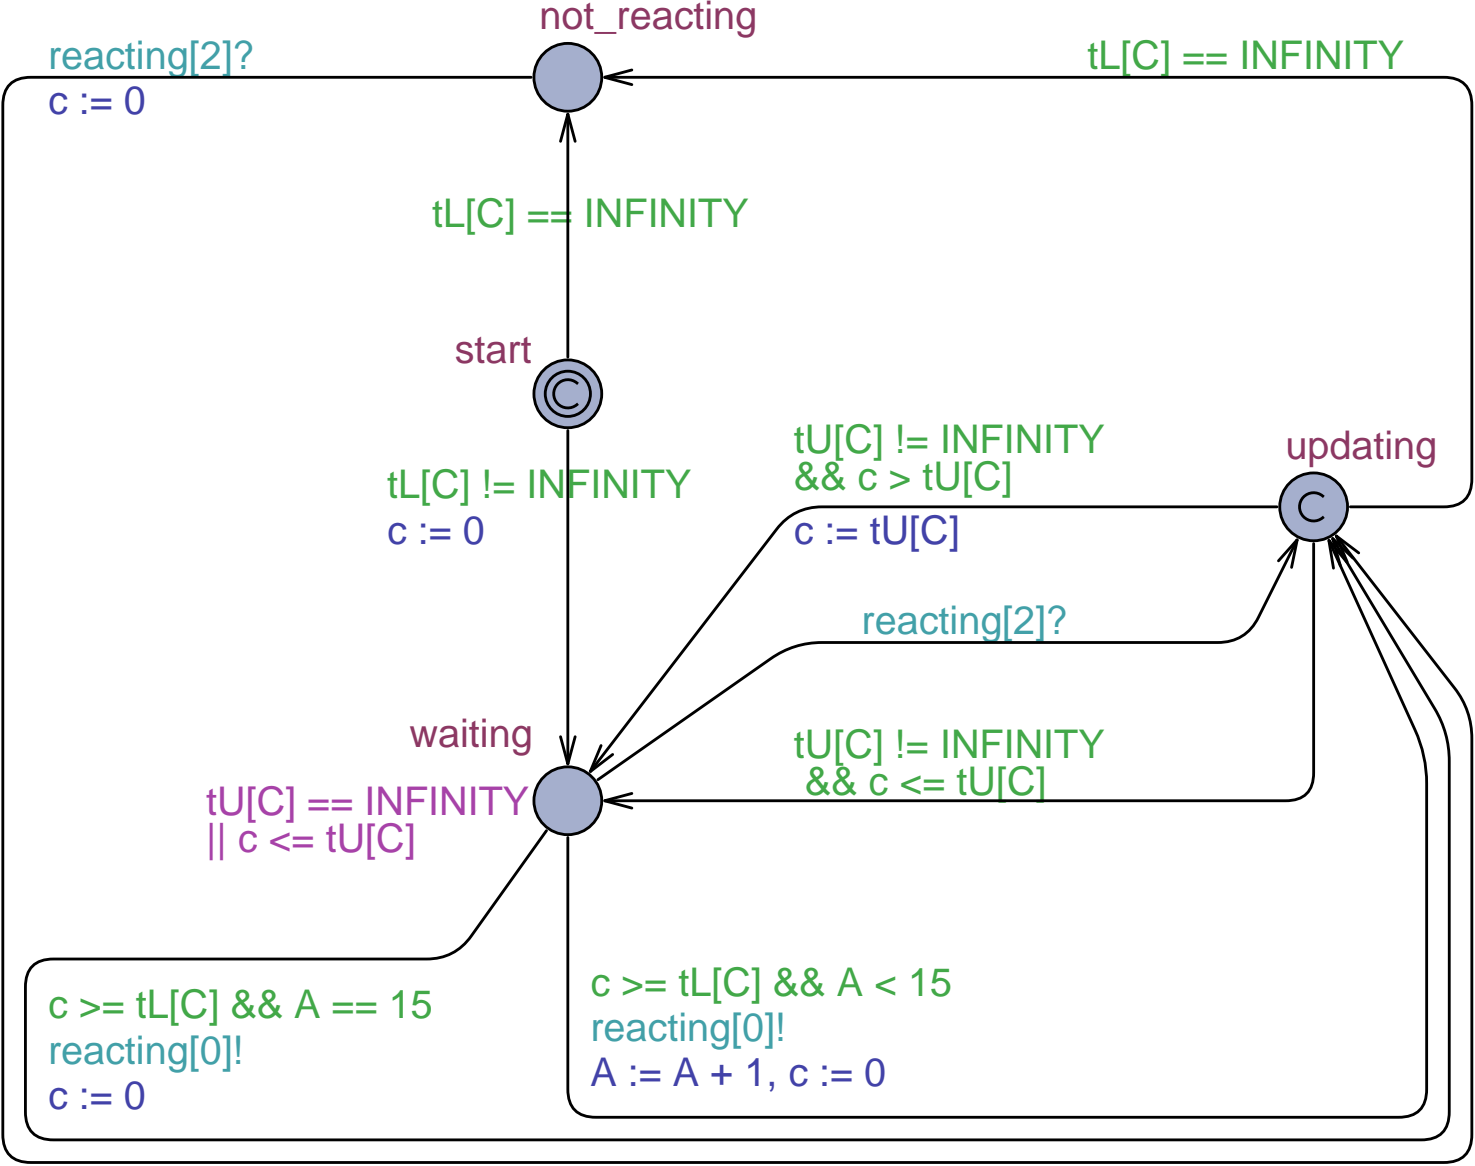 not_reacting
reacting[2]?
c := 0
tL[C] == INFINITY
tL[C] == INFINITY
start
C
tL[C] != INFINITY
c := 0
tU[C] != INFINITY
&& c > tU[C]
c := tU[C]
updating
C
reacting[2]?
waiting
tU[C] == INFINITY
|| c <= tU[C]
tU[C] != INFINITY
&& c <= tU[C]
c >= tL[C] && A == 15
reacting[0]!
c := 0
c >= tL[C] && A < 15
reacting[0]!
A := A + 1, c := 0